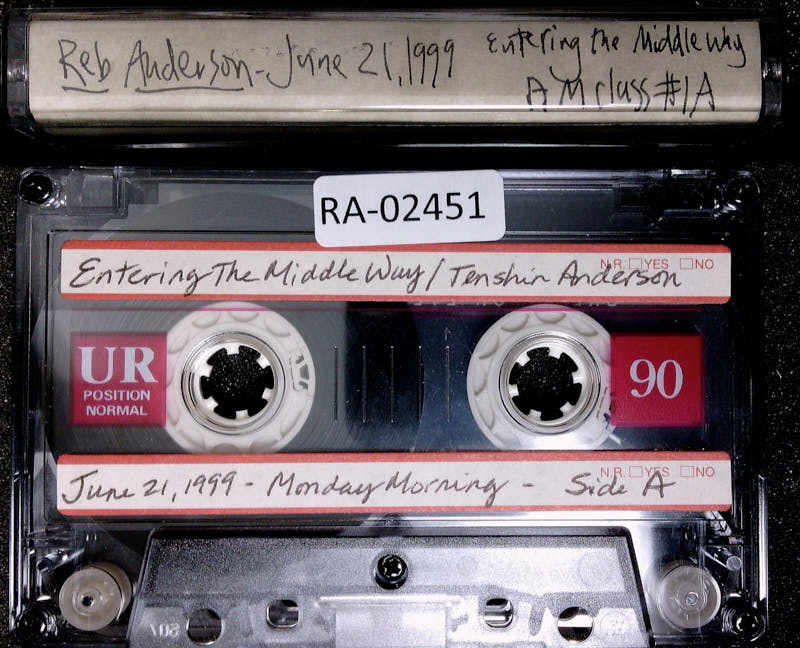 Reb Anderson - June 21, 1999 Entering the Middle Way
AM class #1A
RA-02451
N.R. □YES □NO
Entering The Middle Way / Tenshin Anderson
UR
POSITION
NORMAL
90
N.R. □YES □NO
June 21, 1999 - Monday Morning - Side A